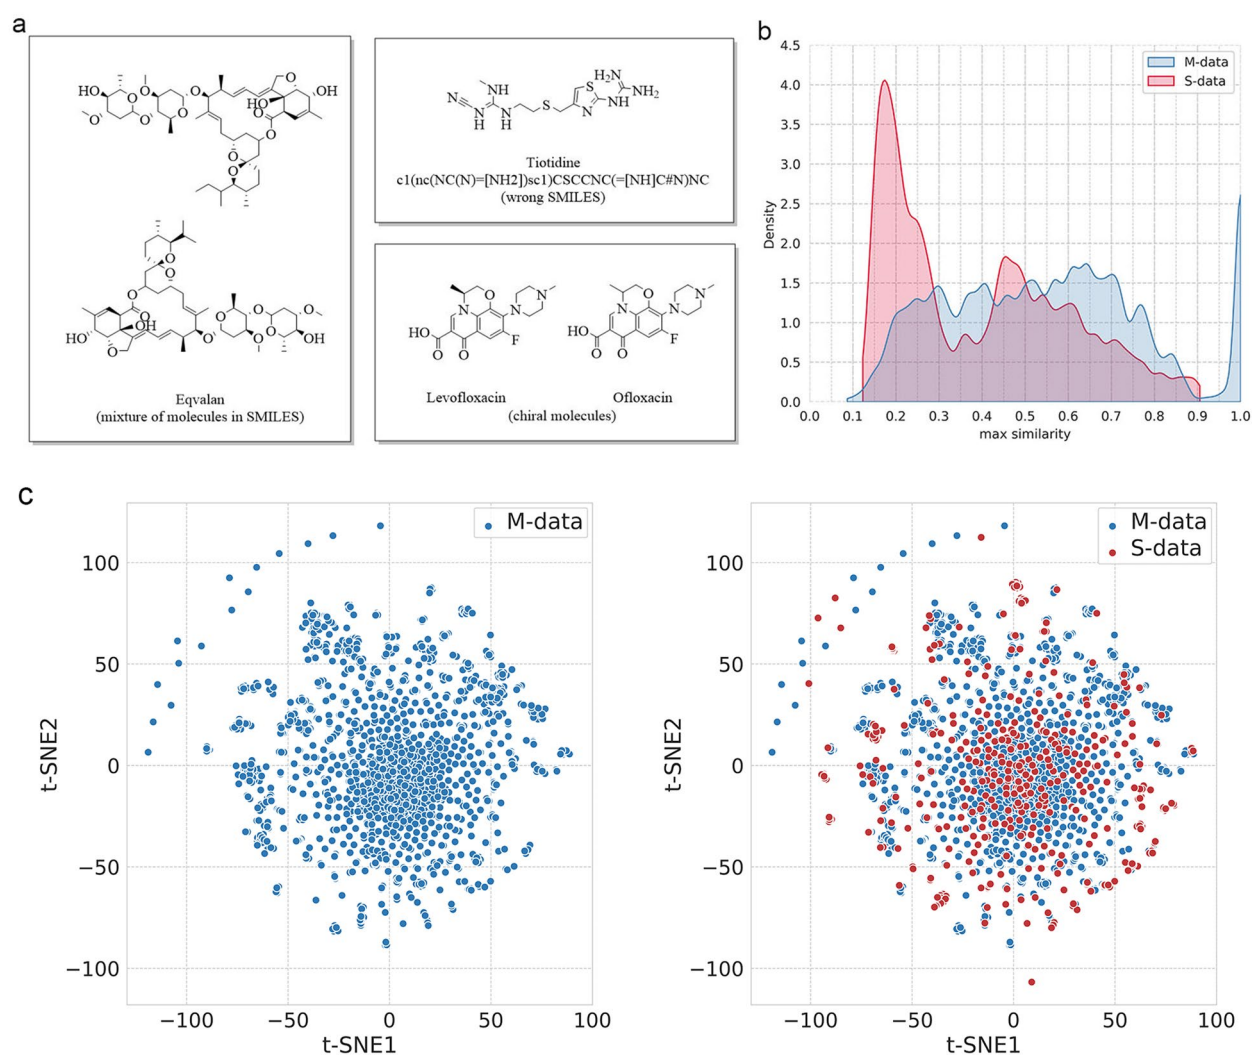 a
HO
O
O
O
O
O
O
HO
O
OH
O
O
O
O
O
O
O
O
OH
HO
O
O
O
O
O
O
OH
Eqvalan
(mixture of molecules in SMILES)
N
NH
N
H
N
H
S
S
N
NH
H₂N
NH₂
Tiotidine
c1(nc(NC(N)=[NH2])sc1)CSCCNC(=[NH]C#N)NC
(wrong SMILES)
O
N
N
N
HO
O
O
F
O
N
N
N
HO
O
O
F
Levofloxacin
Ofloxacin
(chiral molecules)
b
4.5
4.0
3.5
3.0
2.5
2.0
1.5
1.0
0.5
0.0
Density
M-data
S-data
0.0 0.1 0.2 0.3 0.4 0.5 0.6 0.7 0.8 0.9 1.0
max similarity
c
M-data
100
50
0
−50
−100
t-SNE2
−100 −50 0 50 100
t-SNE1
M-data
S-data
100
50
0
−50
−100
t-SNE2
−100 −50 0 50 100
t-SNE1